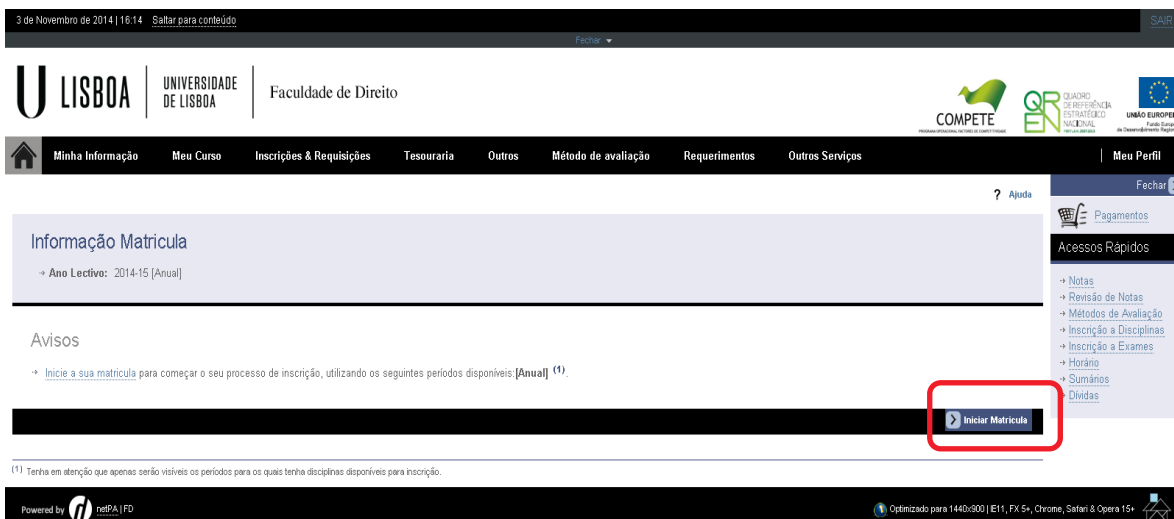 3 de Novembro de 2014 | 16:14 Saltar para conteúdo
SAIR
Fechar
U LISBOA
UNIVERSIDADE
DE LISBOA
Faculdade de Direito
COMPETE
QREN
QUADRO
DE REFERÊNCIA
ESTRATÉGICO
NACIONAL
UNIÃO EUROPEI
Minha Informação Meu Curso Inscrições & Requisições Tesouraria Outros Método de avaliação Requerimentos Outros Serviços Meu Perfil
? Ajuda
Fechar
Pagamentos
Acessos Rápidos
Notas
Revisão de Notas
Métodos de Avaliação
Inscrição a Disciplinas
Inscrição a Exames
Horário
Sumários
Dívidas
Informação Matricula
Ano Lectivo: 2014-15 [Anual]
Avisos
Inicie a sua matricula para começar o seu processo de inscrição, utilizando os seguintes períodos disponíveis:[Anual] (1).
Iniciar Matricula
(1) Tenha em atenção que apenas serão visíveis os períodos para os quais tenha disciplinas disponíveis para inscrição.
Powered by netPA | FD
Optimizado para 1440x900 | IE11, FX 5+, Chrome, Safari & Opera 15+